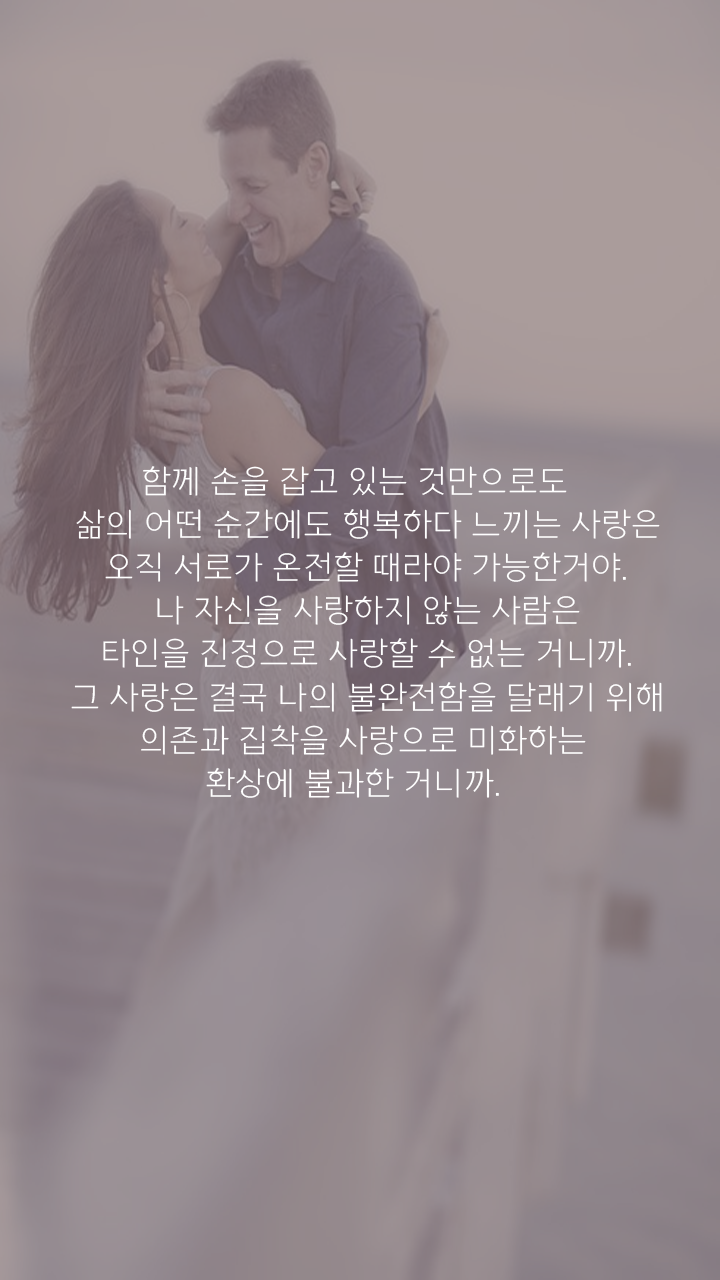 함께 손을 잡고 있는 것만으로도
삶의 어떤 순간에도 행복하다 느끼는 사랑은
오직 서로가 온전할 때라야 가능한거야.
나 자신을 사랑하지 않는 사람은
타인을 진정으로 사랑할 수 없는 거니까.
그 사랑은 결국 나의 불완전함을 달래기 위해
의존과 집착을 사랑으로 미화하는
환상에 불과한 거니까.